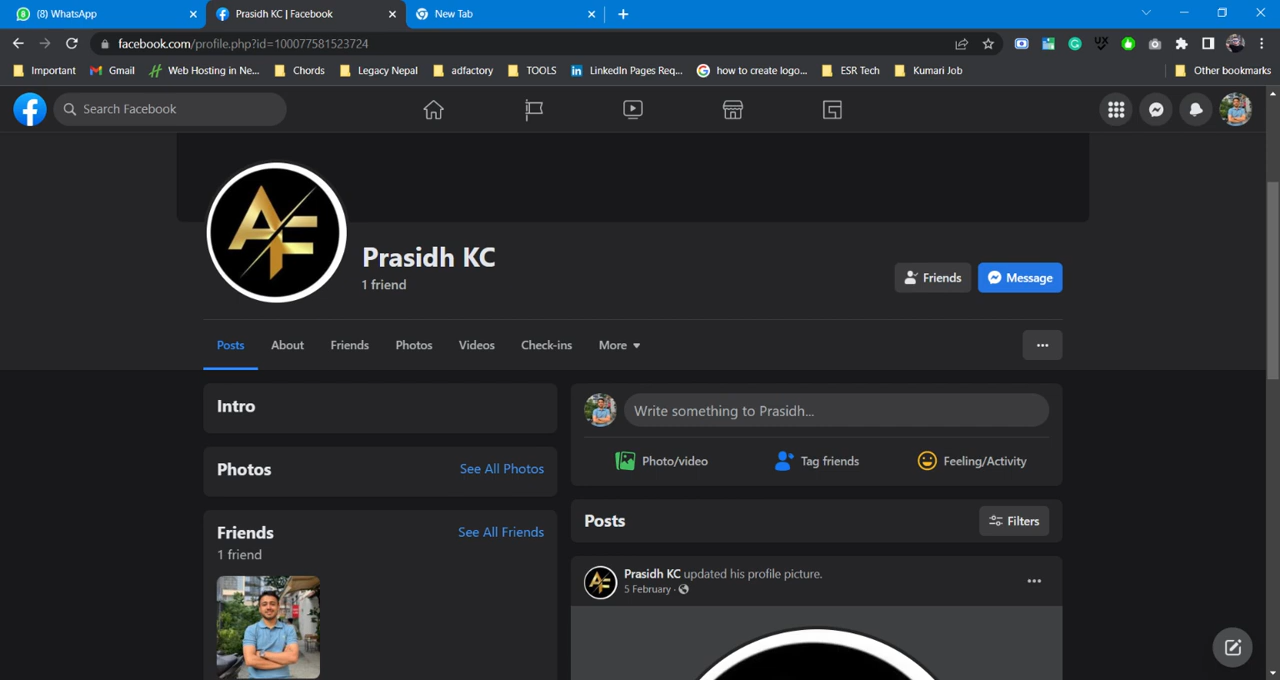 (8) WhatsApp
Prasidh KC | Facebook
New Tab
facebook.com/profile.php?id=100077581523724
Important
Gmail
Web Hosting in Ne...
Chords
Legacy Nepal
adfactory
TOOLS
LinkedIn Pages Req...
how to create logo...
ESR Tech
Kumari Job
Other bookmarks
Search Facebook
AF
Prasidh KC
1 friend
Friends
Message
Posts
About
Friends
Photos
Videos
Check-ins
More
Intro
Photos
See All Photos
Friends
See All Friends
1 friend
Write something to Prasidh...
Photo/video
Tag friends
Feeling/Activity
Posts
Filters
Prasidh KC updated his profile picture.
5 February ·